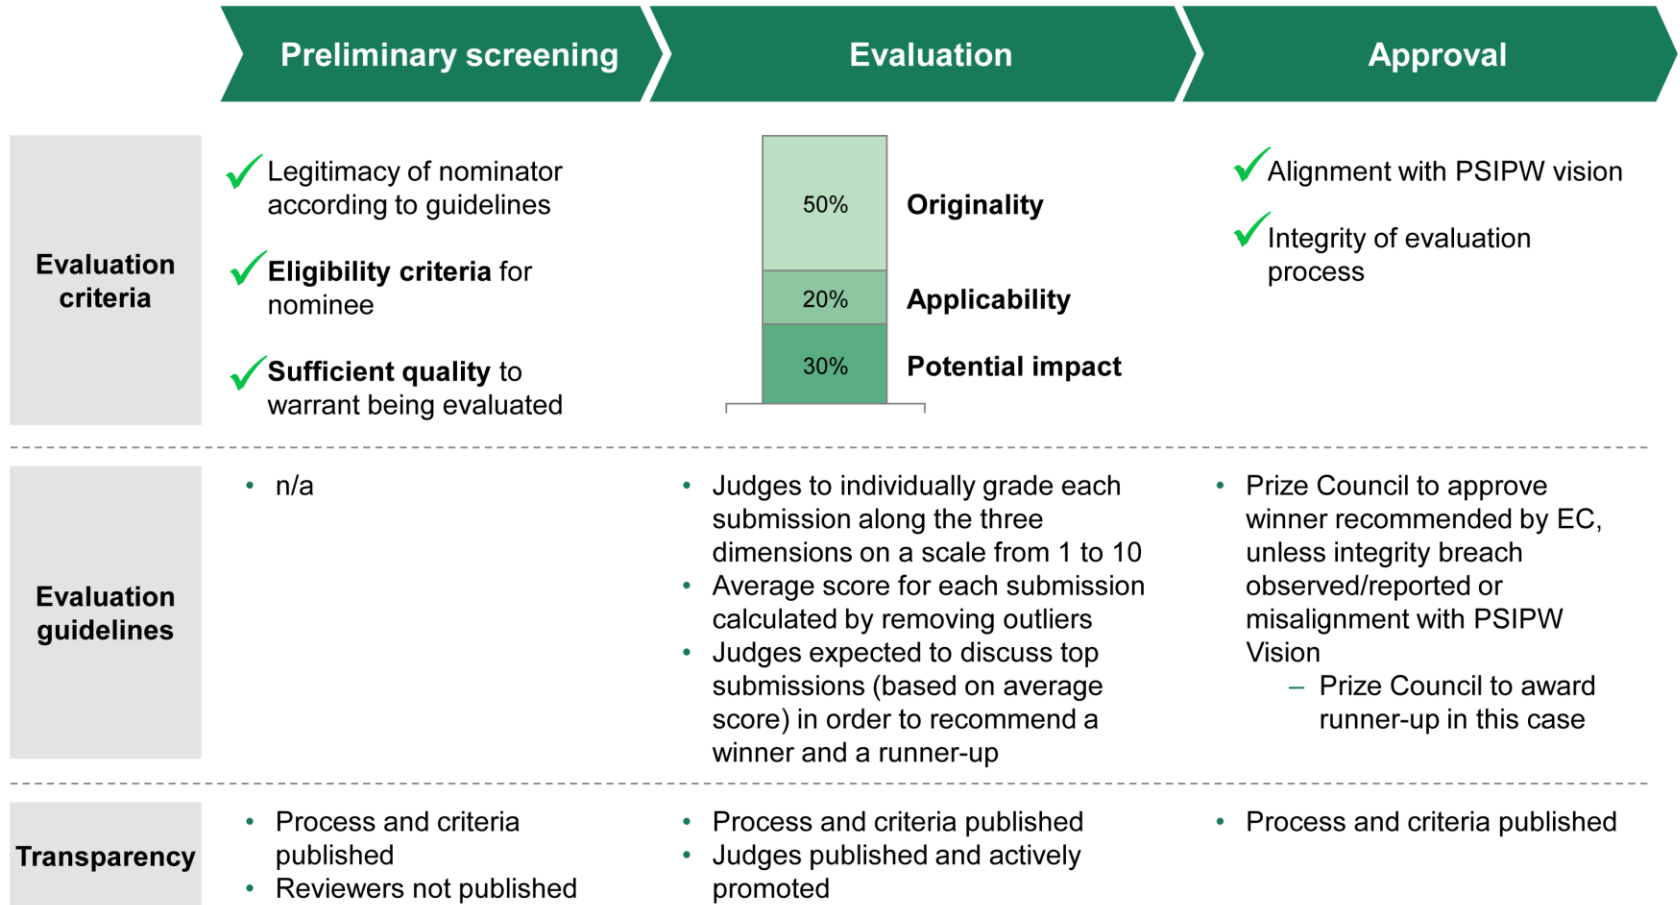 Preliminary screening
Evaluation
Approval
Evaluation
criteria
Legitimacy of nominator
according to guidelines
Eligibility criteria for
nominee
Sufficient quality to
warrant being evaluated
50%
Originality
20%
Applicability
30%
Potential impact
Alignment with PSIPW vision
Integrity of evaluation
process
Evaluation
guidelines
• n/a
• Judges to individually grade each
submission along the three
dimensions on a scale from 1 to 10
• Average score for each submission
calculated by removing outliers
• Judges expected to discuss top
submissions (based on average
score) in order to recommend a
winner and a runner-up
• Prize Council to approve
winner recommended by EC,
unless integrity breach
observed/reported or
misalignment with PSIPW
Vision
– Prize Council to award
runner-up in this case
Transparency
• Process and criteria
published
• Reviewers not published
• Process and criteria published
• Judges published and actively
promoted
• Process and criteria published